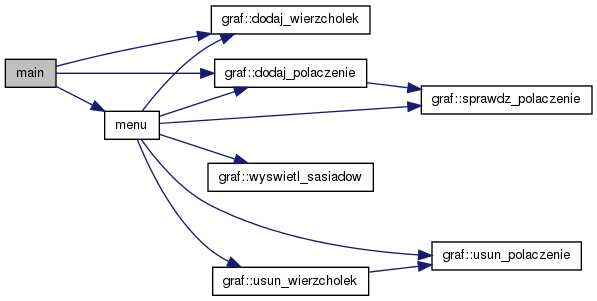 graf::dodaj_wierzcholek
main
graf::dodaj_polaczenie
graf::sprawdz_polaczenie
menu
graf::wyswietl_sasiadow
graf::usun_polaczenie
graf::usun_wierzcholek